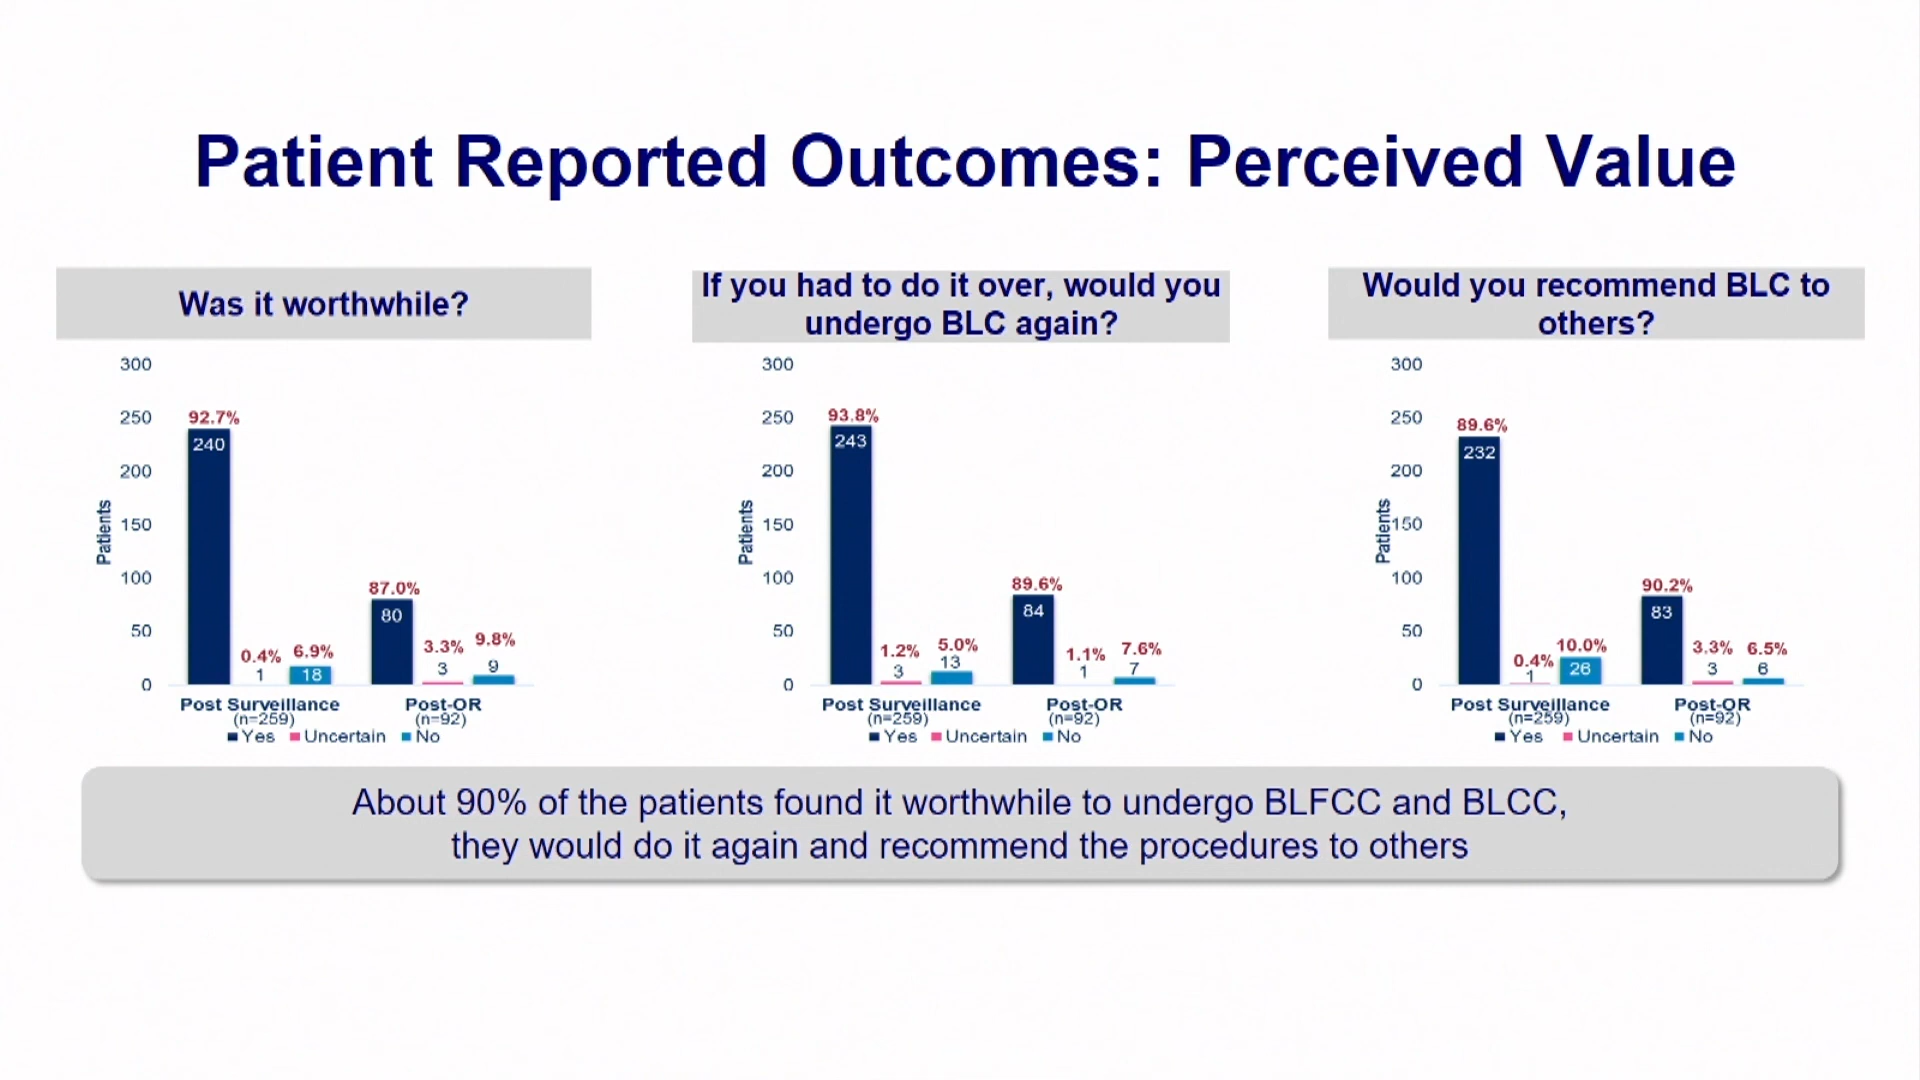 Patient Reported Outcomes: Perceived Value
Was it worthwhile?
300
250
200
150
100
50
0
Patients
92.7%
240
0.4%
1
6.9%
18
87.0%
80
3.3%
3
9.8%
9
Post Surveillance
(n=259)
Post-OR
(n=92)
Yes Uncertain No
If you had to do it over, would you
undergo BLC again?
300
250
200
150
100
50
0
Patients
93.8%
243
1.2%
3
5.0%
13
89.6%
84
1.1%
1
7.6%
7
Post Surveillance
(n=259)
Post-OR
(n=92)
Yes Uncertain No
Would you recommend BLC to
others?
300
250
200
150
100
50
0
Patients
89.6%
232
0.4%
1
10.0%
26
90.2%
83
3.3%
3
6.5%
6
Post Surveillance
(n=259)
Post-OR
(n=92)
Yes Uncertain No
About 90% of the patients found it worthwhile to undergo BLFCC and BLCC,
they would do it again and recommend the procedures to others